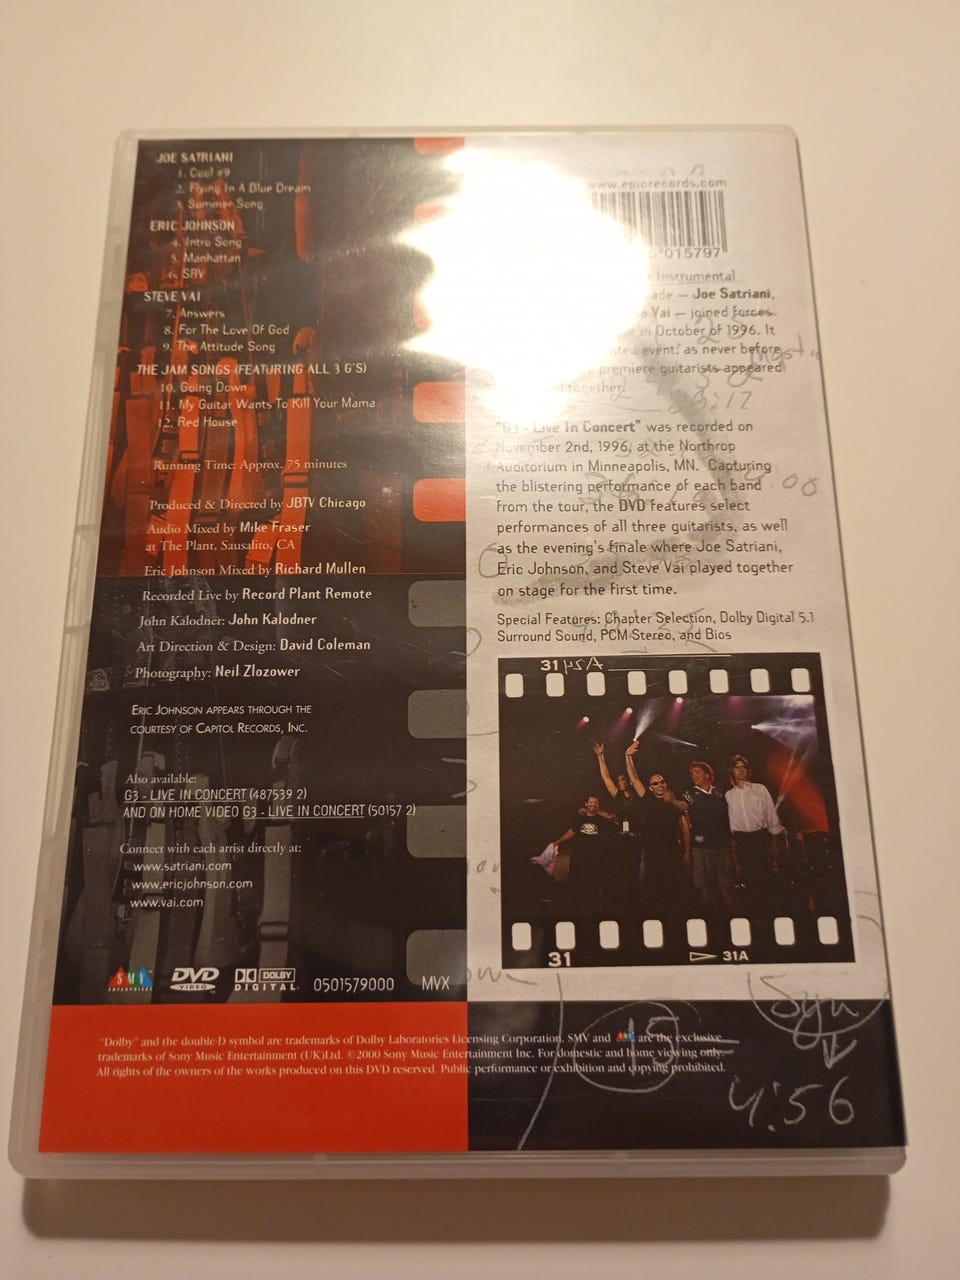 JOE SATRIANI
1. Cool #9
2. Flying In A Blue Dream
3. Summer Song
ERIC JOHNSON
4. Intro Song
5. Manhattan
6. SRV
STEVE VAI
7. Answers
8. For The Love Of God
9. The Attitude Song
THE JAM SONGS (FEATURING ALL 3 G'S)
10. Going Down
11. My Guitar Wants To Kill Your Mama
12. Red House
Running Time: Approx. 75 minutes
Produced & Directed by JBTV Chicago
Audio Mixed by Mike Fraser
at The Plant, Sausalito, CA
Eric Johnson Mixed by Richard Mullen
Recorded Live by Record Plant Remote
John Kalodner: John Kalodner
Art Direction & Design: David Coleman
Photography: Neil Zlozower
ERIC JOHNSON APPEARS THROUGH THE
COURTESY OF CAPITOL RECORDS, INC.
Also available:
G3 - LIVE IN CONCERT (487539 2)
AND ON HOME VIDEO G3 - LIVE IN CONCERT (50157 2)
Connect with each artist directly at:
www.satriani.com
www.ericjohnson.com
www.vai.com
SMV
ENTERPRISES
DVD
VIDEO
DOLBY
DIGITAL
0501579000
MVX
www.epicrecords.com
015797
Instrumental
— Joe Satriani,
Vai — joined forces
in October of 1996. It
event, as never before
premiere guitarists appeared
together!
"G3 - Live In Concert" was recorded on
November 2nd, 1996, at the Northrop
Auditorium in Minneapolis, MN. Capturing
the blistering performance of each band
from the tour, the DVD features select
performances of all three guitarists, as well
as the evening's finale where Joe Satriani,
Eric Johnson, and Steve Vai played together
on stage for the first time.
Special Features: Chapter Selection, Dolby Digital 5.1
Surround Sound, PCM Stereo, and Bios
31
31
31A
15
4:56
"Dolby" and the double-D symbol are trademarks of Dolby Laboratories Licensing Corporation. SMV and SMV are the exclusive
trademarks of Sony Music Entertainment (UK)Ltd. ©2000 Sony Music Entertainment Inc. For domestic and home viewing only.
All rights of the owners of the works produced on this DVD reserved. Public performance or exhibition and copying prohibited.